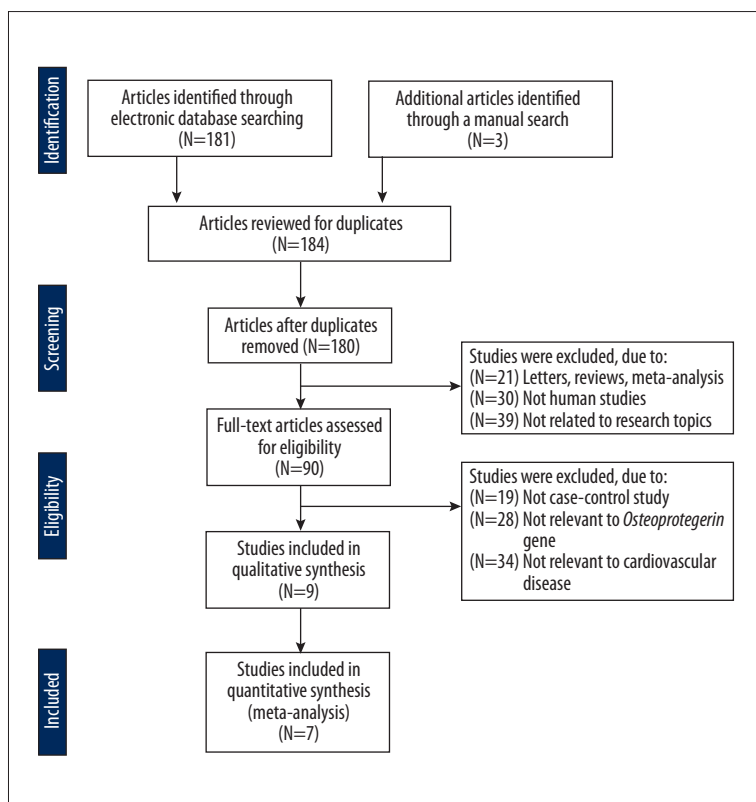 Identification
Articles identified through
electronic database searching
(N=181)
Additional articles identified
through a manual search
(N=3)
Articles reviewed for duplicates
(N=184)
Screening
Articles after duplicates
removed (N=180)
Studies were excluded, due to:
(N=21) Letters, reviews, meta-analysis
(N=30) Not human studies
(N=39) Not related to research topics
Full-text articles assessed
for eligibility
(N=90)
Eligibility
Studies were excluded, due to:
(N=19) Not case-control study
(N=28) Not relevant to Osteoprotegerin
gene
(N=34) Not relevant to cardiovascular
disease
Studies included in
qualitative synthesis
(N=9)
Included
Studies included in
quantitative synthesis
(meta-analysis)
(N=7)